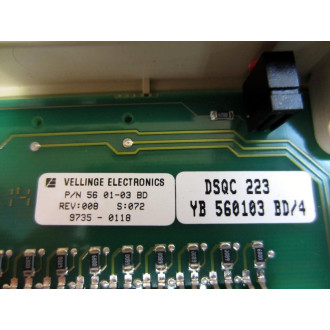 VELLINGE ELECTRONICS
P/N 56 01-03 BD
REV:008 S:072
9735 - 0118
DSQC 223
YB 560103 BD/4